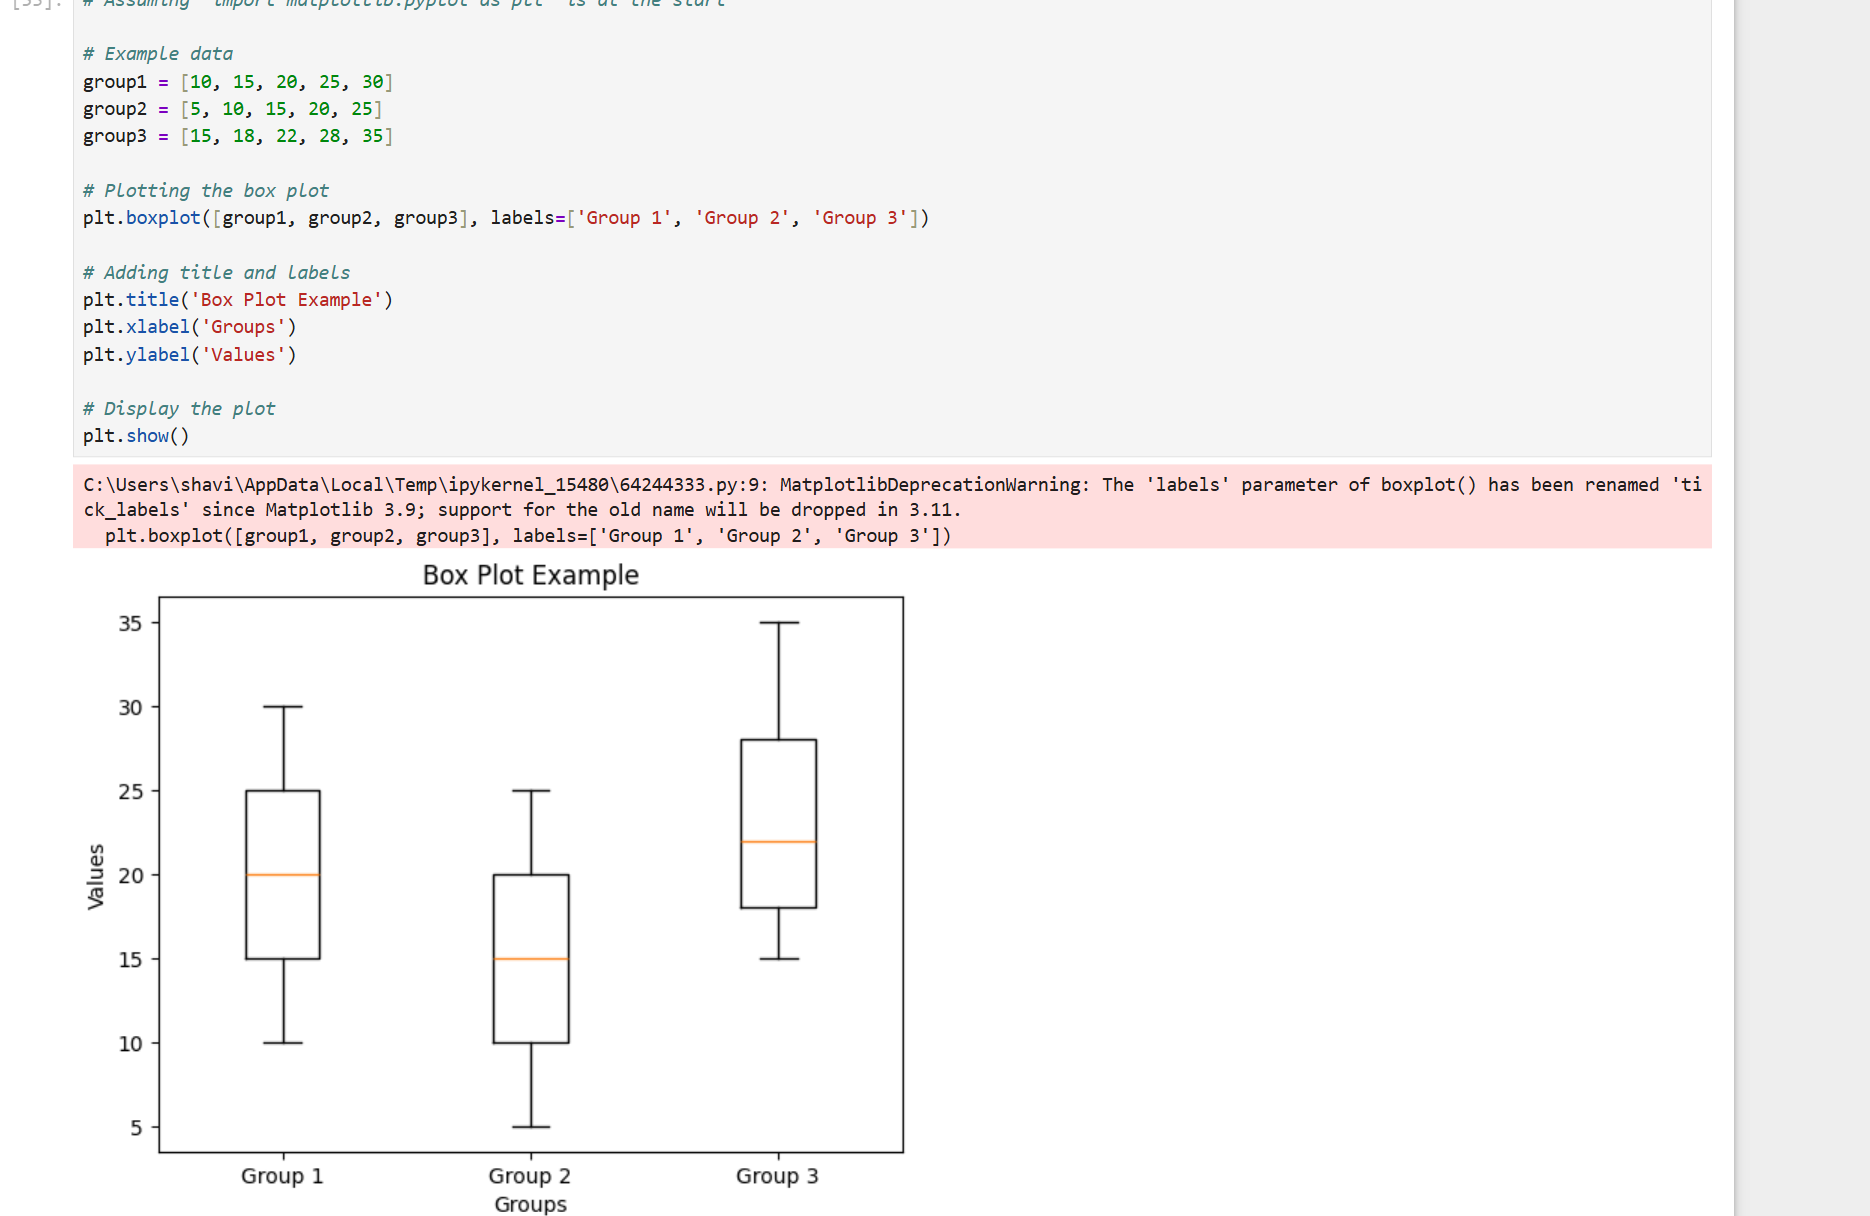 # Assuming 'import matplotlib.pyplot as plt' is at the start
# Example data
group1 = [10, 15, 20, 25, 30]
group2 = [5, 10, 15, 20, 25]
group3 = [15, 18, 22, 28, 35]
# Plotting the box plot
plt.boxplot([group1, group2, group3], labels=['Group 1', 'Group 2', 'Group 3'])
# Adding title and labels
plt.title('Box Plot Example')
plt.xlabel('Groups')
plt.ylabel('Values')
# Display the plot
plt.show()
C:\Users\shavi\AppData\Local\Temp\ipykernel_15480\64244333.py:9: MatplotlibDeprecationWarning: The 'labels' parameter of boxplot() has been renamed 'ti
ck_labels' since Matplotlib 3.9; support for the old name will be dropped in 3.11.
plt.boxplot([group1, group2, group3], labels=['Group 1', 'Group 2', 'Group 3'])
Box Plot Example
35
30
25
20
15
10
5
Values
Group 1 Group 2 Group 3
Groups